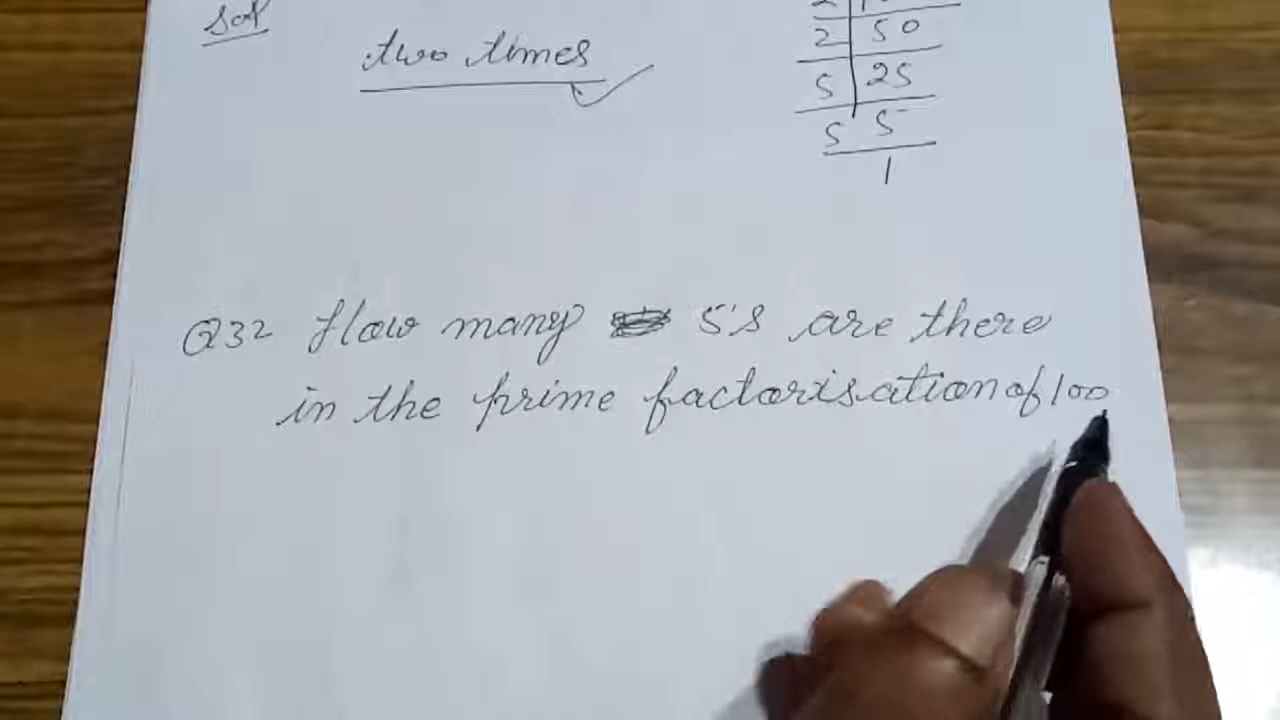 Sol
two times
2 50
5 25
5 5
1
Q32 How many 5's are there
in the prime factorisation of 100